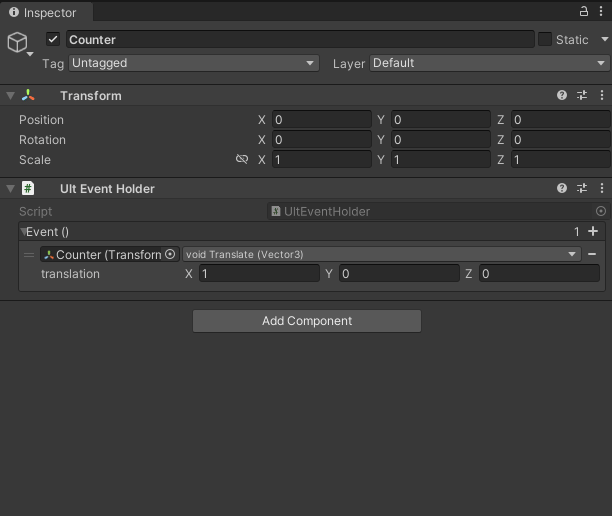 Inspector
Counter Static
Tag Untagged Layer Default
Transform
Position X 0 Y 0 Z 0
Rotation X 0 Y 0 Z 0
Scale X 1 Y 1 Z 1
# Ult Event Holder
Script # UltEventHolder
Event () 1 +
Counter (Transform void Translate (Vector3) −
translation X 1 Y 0 Z 0
Add Component